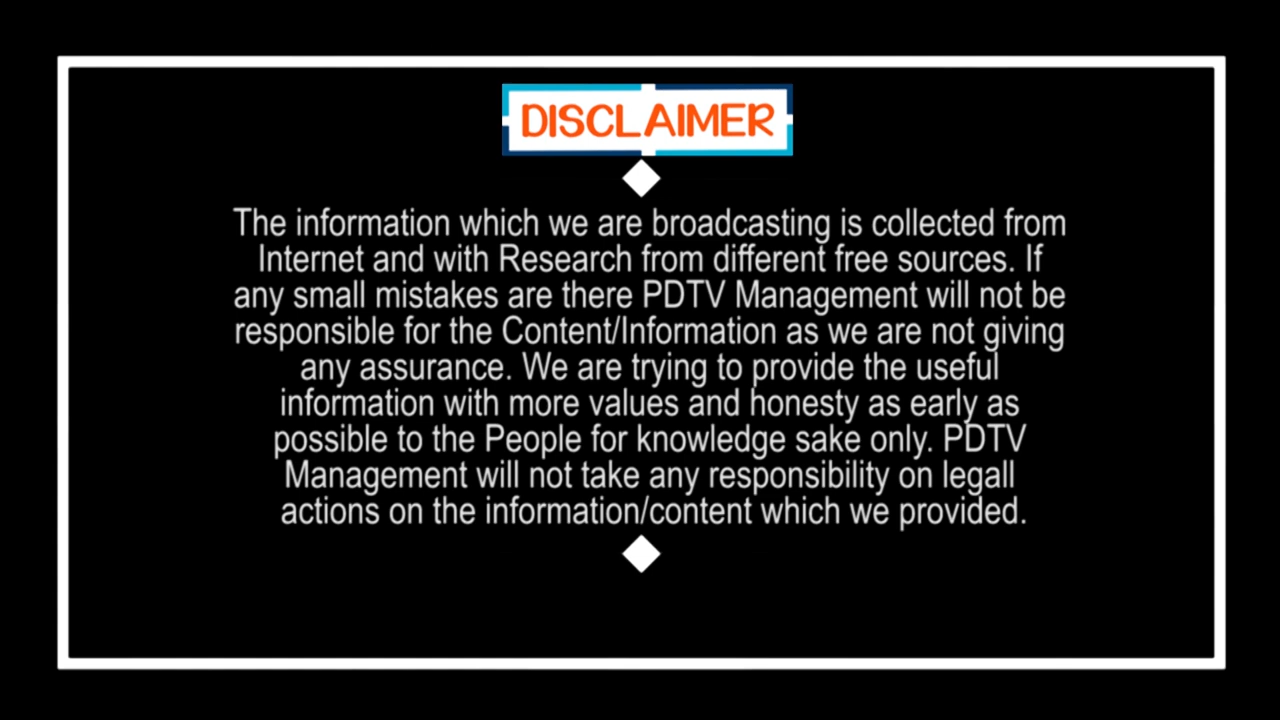 DISCLAIMER
The information which we are broadcasting is collected from
Internet and with Research from different free sources. If
any small mistakes are there PDTV Management will not be
responsible for the Content/Information as we are not giving
any assurance. We are trying to provide the useful
information with more values and honesty as early as
possible to the People for knowledge sake only. PDTV
Management will not take any responsibility on legall
actions on the information/content which we provided.